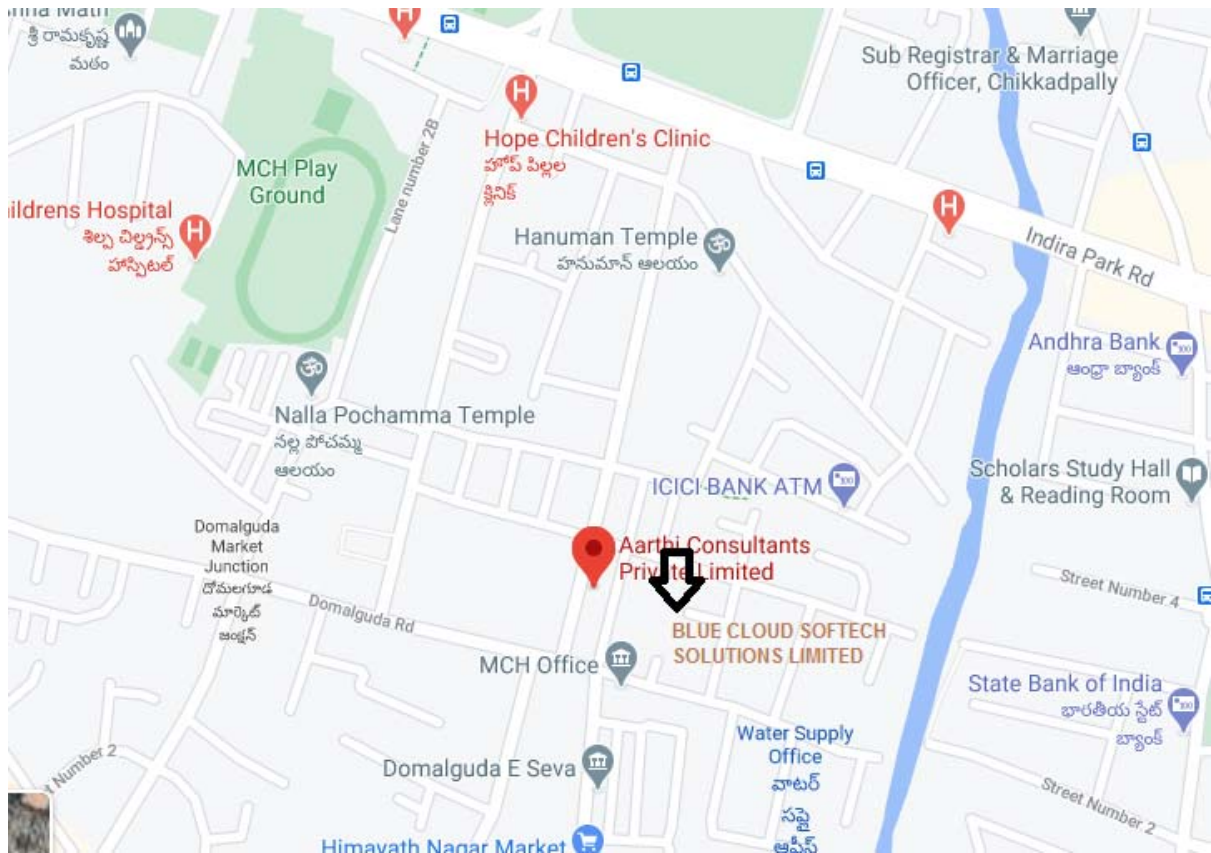 శ్రీ రామకృష్ణ
మఠం
Sub Registrar & Marriage
Officer, Chikkadpally
Hope Children's Clinic
హోప్ పిల్లల
క్లినిక్
MCH Play
Ground
Lane number 2B
Hospital
శిల్ప చిల్డ్రన్స్
హాస్పిటల్
Hanuman Temple
హనుమాన్ ఆలయం
Indira Park Rd
Andhra Bank
ఆంధ్రా బ్యాంక్
Nalla Pochamma Temple
నల్ల పోచమ్మ
ఆలయం
ICICI BANK ATM
Scholars Study Hall
& Reading Room
Domalguda
Market
Junction
దోమలగూడ
మార్కెట్
జంక్షన్
Aarthi Consultants
Private Limited
Street Number 4
Domalguda Rd
BLUE CLOUD SOFTECH
SOLUTIONS LIMITED
MCH Office
State Bank of India
భారతీయ స్టేట్
బ్యాంక్
Water Supply
Office
వాటర్
సప్లై
ఆఫీస్
Domalguda E Seva
Number 2
Street Number 2
Himayath Nagar Market